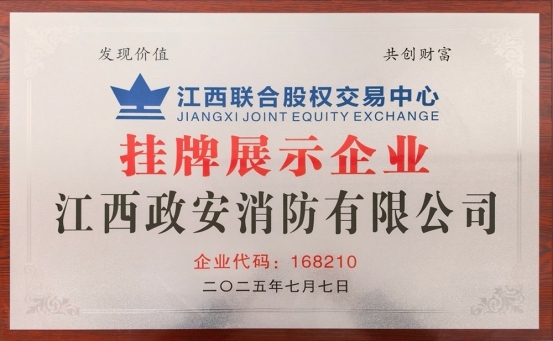 发现价值 共创财富
江西联合股权交易中心
JIANGXI JOINT EQUITY EXCHANGE
挂牌展示企业
江西政安消防有限公司
企业代码：168210
二〇二五年七月七日